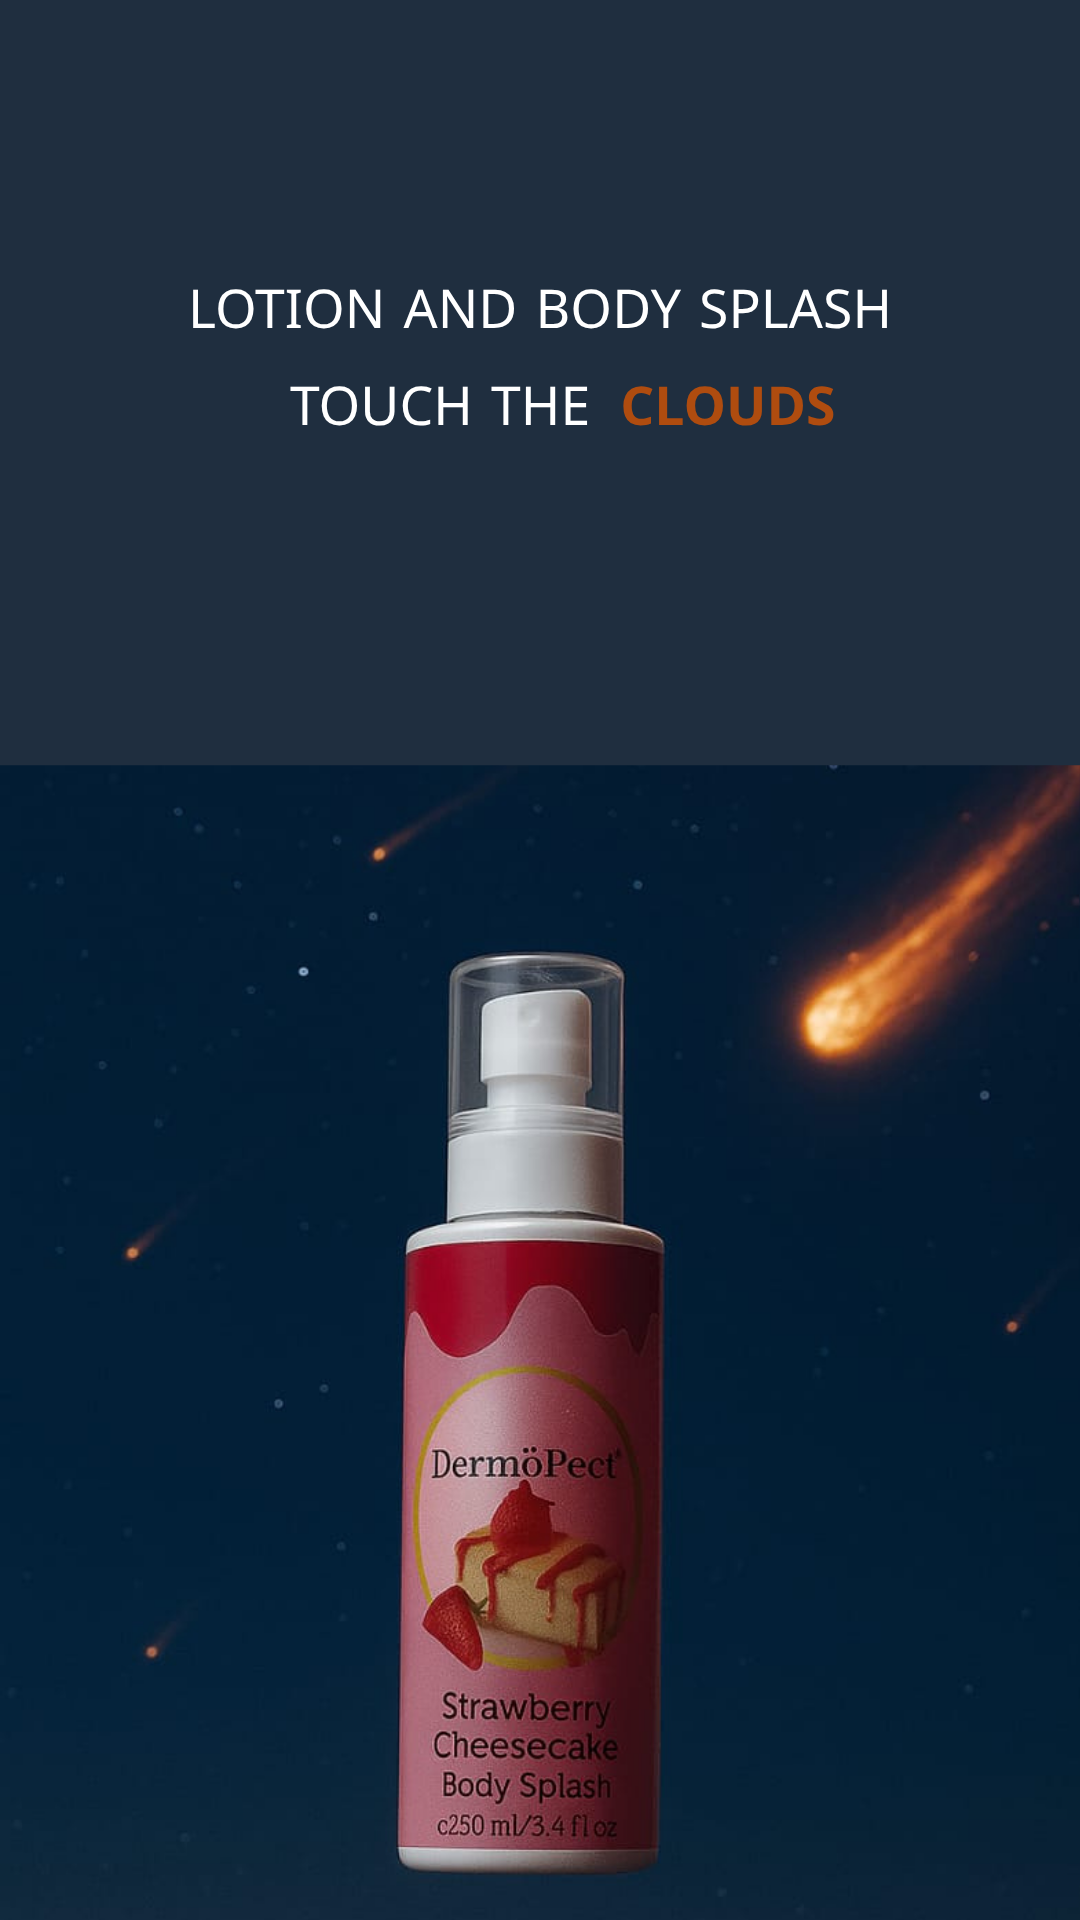 LOTION AND BODY SPLASH
TOUCH THE CLOUDS
DermöPect
Strawberry
Cheesecake
Body Splash
c250 ml/3.4 fl oz